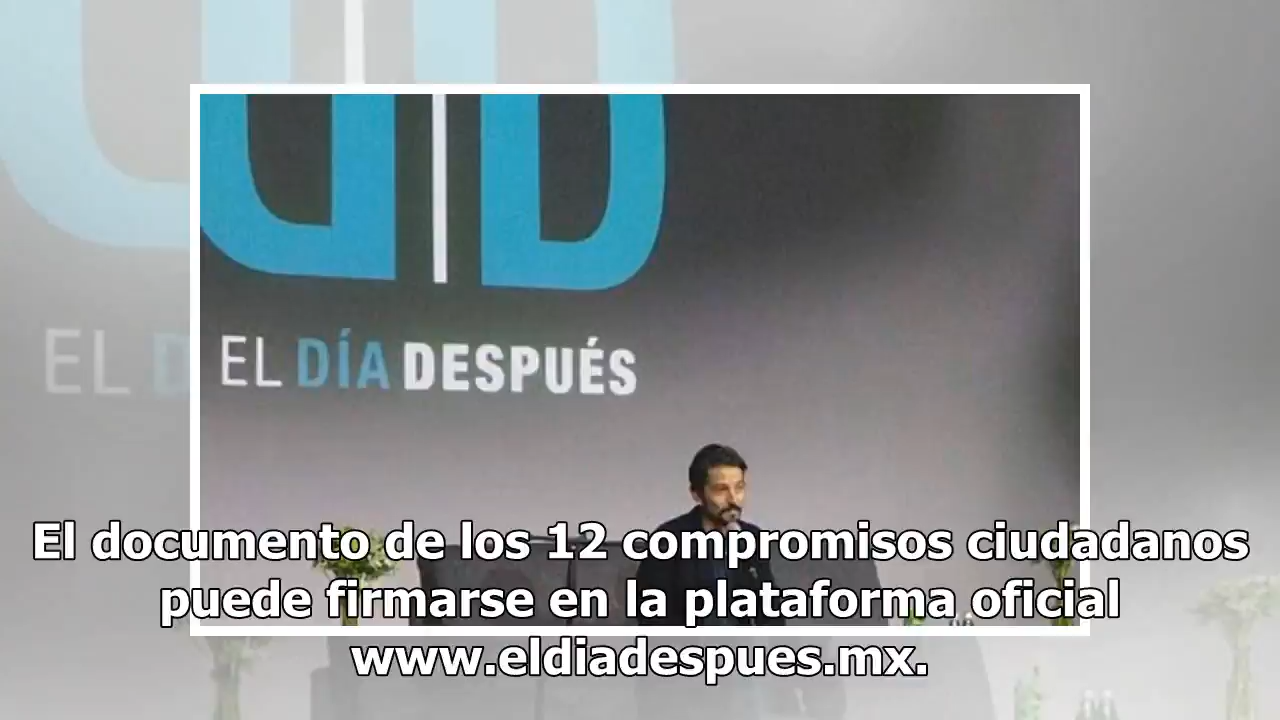 EL D
EL DÍA DESPUÉS
El documento de los 12 compromisos ciudadanos
puede firmarse en la plataforma oficial
www.eldiadespues.mx.